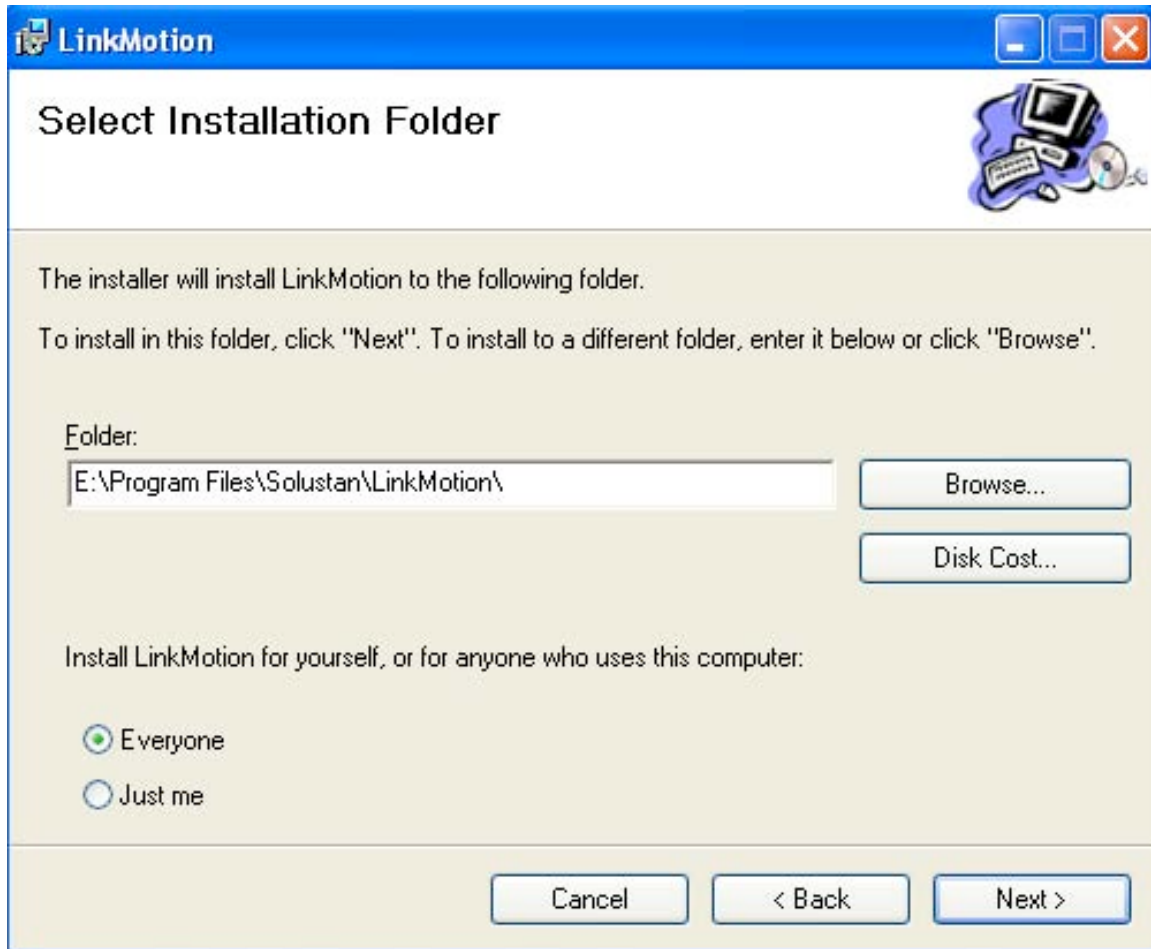 LinkMotion
Select Installation Folder
The installer will install LinkMotion to the following folder.
To install in this folder, click "Next". To install to a different folder, enter it below or click "Browse".
Folder:
E:\Program Files\Solustan\LinkMotion\
Browse...
Disk Cost...
Install LinkMotion for yourself, or for anyone who uses this computer:
Everyone
Just me
Cancel
< Back
Next >